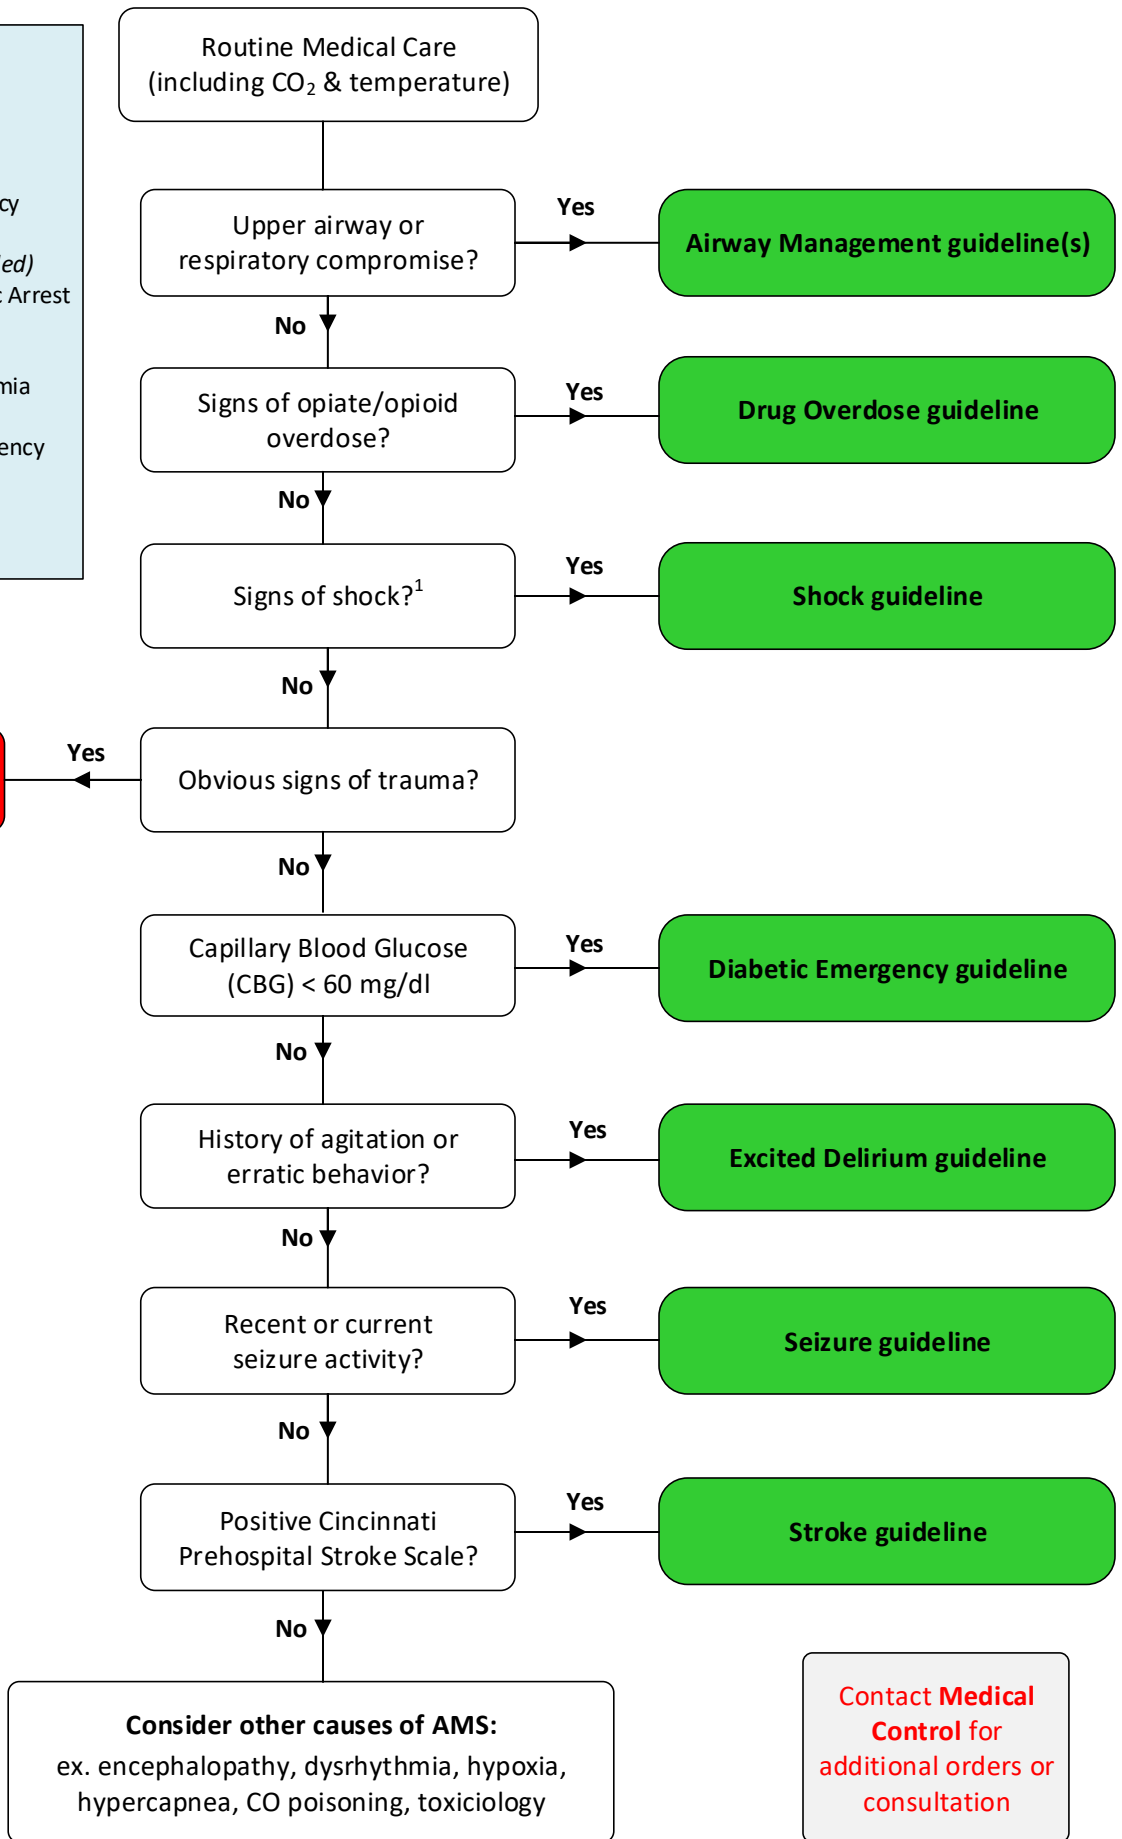 Routine Medical Care
(including CO₂ & temperature)
Upper airway or
respiratory compromise?
Yes
Airway Management guideline(s)
No
Signs of opiate/opioid
overdose?
Yes
Drug Overdose guideline
No
Signs of shock?¹
Yes
Shock guideline
No
Obvious signs of trauma?
Yes
No
Capillary Blood Glucose
(CBG) < 60 mg/dl
Yes
Diabetic Emergency guideline
No
History of agitation or
erratic behavior?
Yes
Excited Delirium guideline
No
Recent or current
seizure activity?
Yes
Seizure guideline
No
Positive Cincinnati
Prehospital Stroke Scale?
Yes
Stroke guideline
No
Consider other causes of AMS:
ex. encephalopathy, dysrhythmia, hypoxia,
hypercapnea, CO poisoning, toxiciology
Contact Medical
Control for
additional orders or
consultation
Arrest